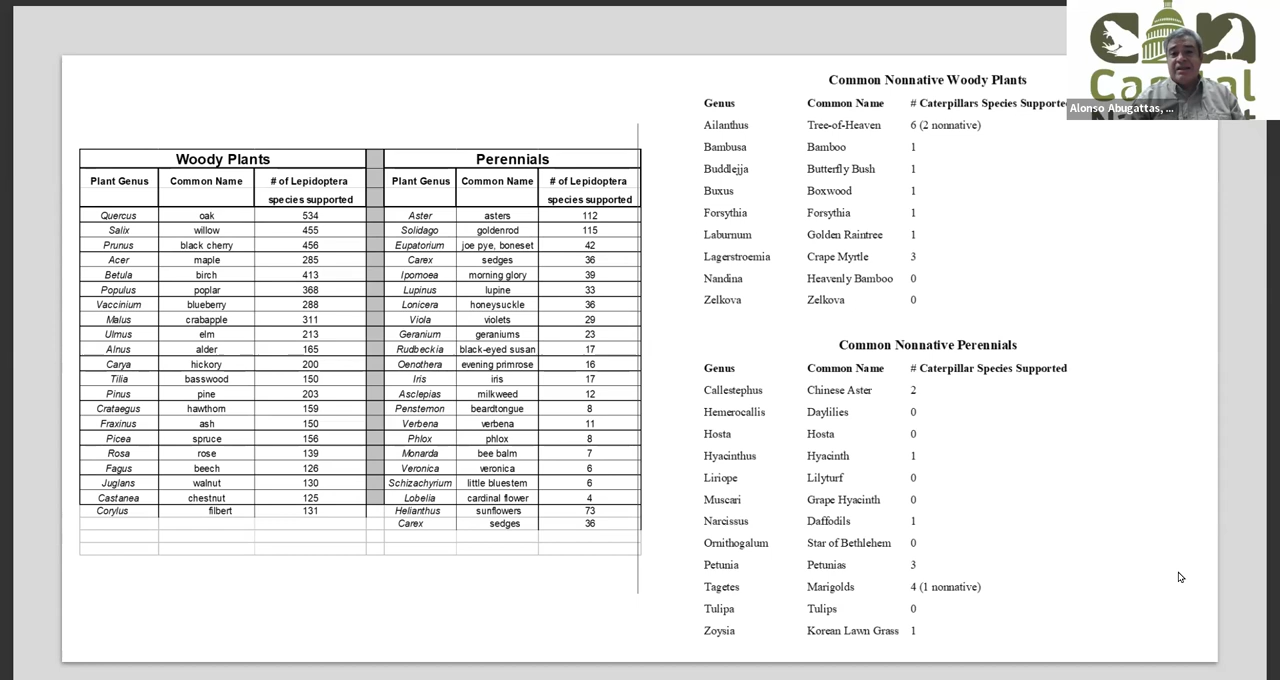 Woody Plants Perennials
Plant Genus Common Name # of Lepidoptera Plant Genus Common Name # of Lepidoptera
species supported species supported
Quercus oak 534 Aster asters 112
Salix willow 455 Solidago goldenrod 115
Prunus black cherry 456 Eupatorium joe pye, boneset 42
Acer maple 285 Carex sedges 36
Betula birch 413 Ipomoea morning glory 39
Populus poplar 368 Lupinus lupine 33
Vaccinium blueberry 288 Lonicera honeysuckle 36
Malus crabapple 311 Viola violets 29
Ulmus elm 213 Geranium geraniums 23
Alnus alder 165 Rudbeckia black-eyed susan 17
Carya hickory 200 Oenothera evening primrose 16
Tilia basswood 150 Iris iris 17
Pinus pine 203 Asclepias milkweed 12
Crataegus hawthorn 159 Penstemon beardtongue 8
Fraxinus ash 150 Verbena verbena 11
Picea spruce 156 Phlox phlox 8
Rosa rose 139 Monarda bee balm 7
Fagus beech 126 Veronica veronica 6
Juglans walnut 130 Schizachyrium little bluestem 6
Castanea chestnut 125 Lobelia cardinal flower 4
Corylus filbert 131 Helianthus sunflowers 73
Carex sedges 36
Common Nonnative Woody Plants
Genus Common Name # Caterpillars Species Supported
Ailanthus Tree-of-Heaven 6 (2 nonnative)
Bambusa Bamboo 1
Buddlejja Butterfly Bush 1
Buxus Boxwood 1
Forsythia Forsythia 1
Laburnum Golden Raintree 1
Lagerstroemia Crape Myrtle 3
Nandina Heavenly Bamboo 0
Zelkova Zelkova 0
Common Nonnative Perennials
Genus Common Name # Caterpillar Species Supported
Callestephus Chinese Aster 2
Hemerocallis Daylilies 0
Hosta Hosta 0
Hyacinthus Hyacinth 1
Liriope Lilyturf 0
Muscari Grape Hyacinth 0
Narcissus Daffodils 1
Ornithogalum Star of Bethlehem 0
Petunia Petunias 3
Tagetes Marigolds 4 (1 nonnative)
Tulipa Tulips 0
Zoysia Korean Lawn Grass 1
Alonso Abugattas, ...